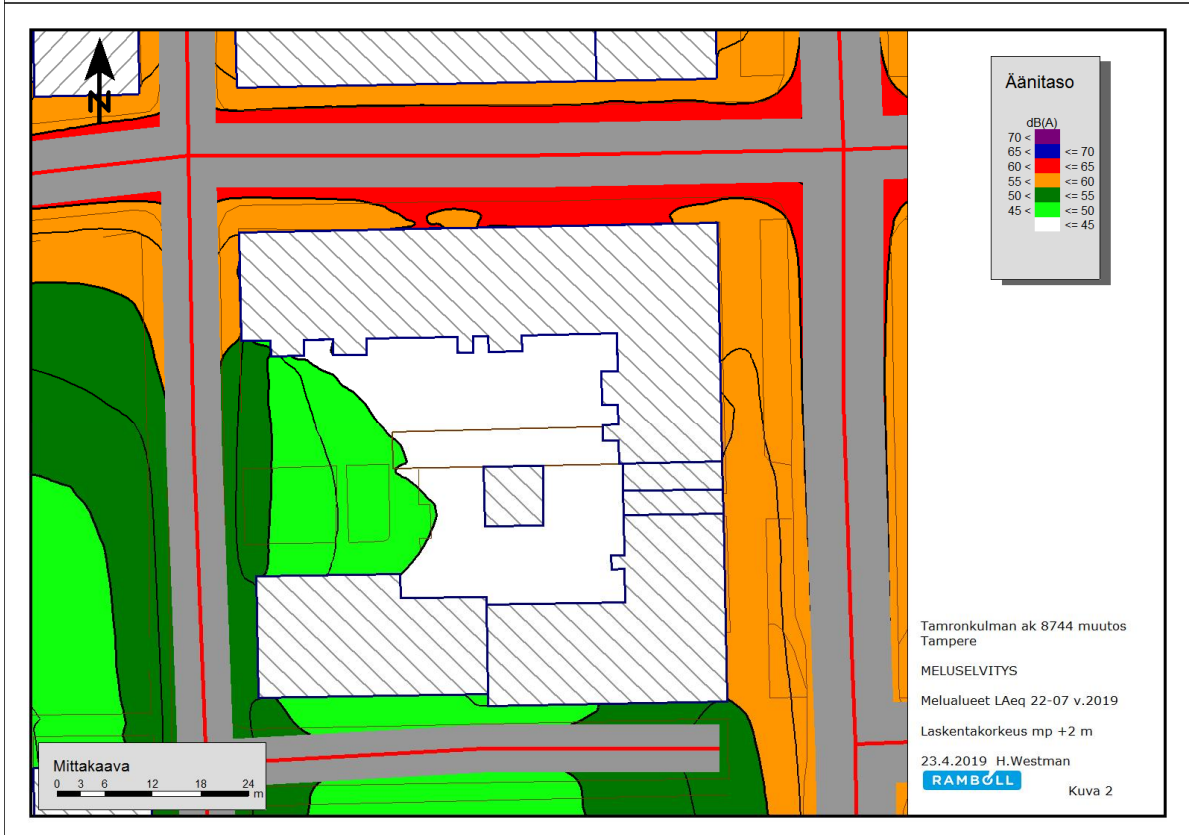 N
Äänitaso
dB(A)
70 <
65 < <= 70
60 < <= 65
55 < <= 60
50 < <= 55
45 < <= 50
<= 45
Tamronkulman ak 8744 muutos
Tampere
MELUSELVITYS
Melualueet LAeq 22-07 v.2019
Laskentakorkeus mp +2 m
23.4.2019 H.Westman
RAMBOLL
Kuva 2
Mittakaava
0 3 6 12 18 24
m